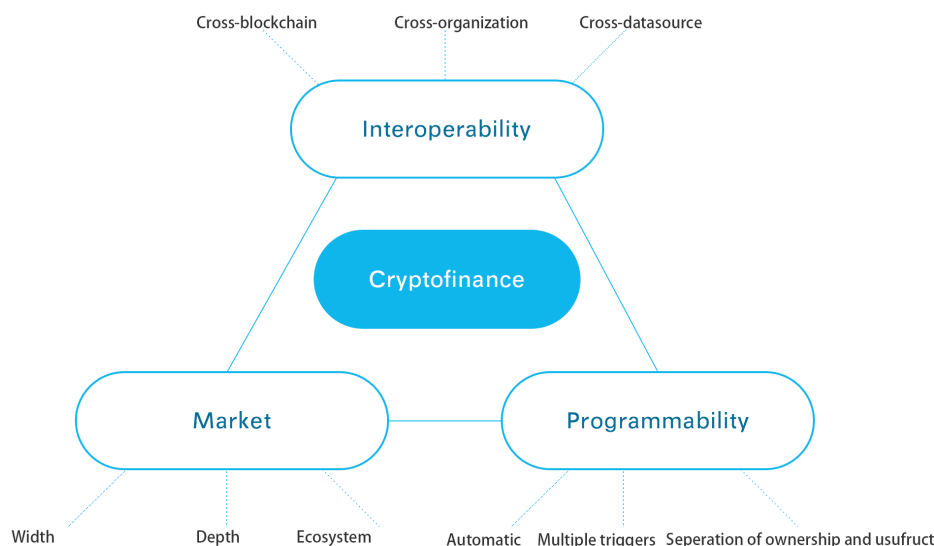 Cross-blockchain
Cross-organization
Cross-datasource
Interoperability
Cryptofinance
Market
Programmability
Width
Depth
Ecosystem
Automatic
Multiple triggers
Seperation of ownership and usufruct